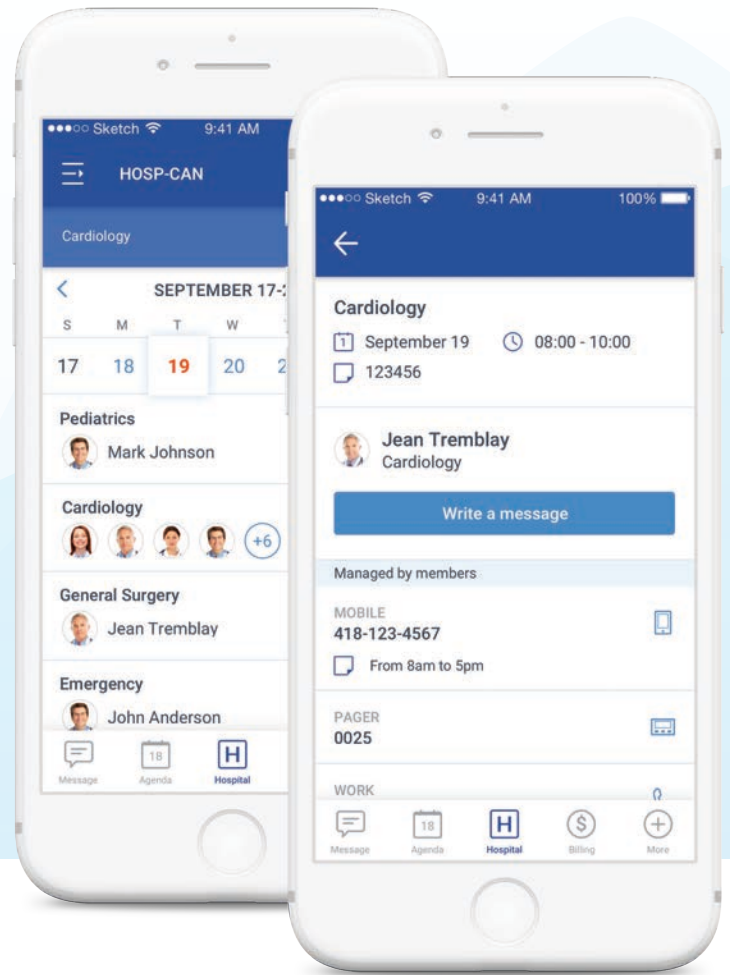 Sketch 9:41 AM
HOSP-CAN
Cardiology
SEPTEMBER 17-
S M T W
17 18 19 20 2
Pediatrics
Mark Johnson
Cardiology
+6
General Surgery
Jean Tremblay
Emergency
John Anderson
18
Message Agenda Hospital
H
Sketch 9:41 AM 100%
Cardiology
1 September 19 08:00 - 10:00
123456
Jean Tremblay
Cardiology
Write a message
Managed by members
MOBILE
418-123-4567
From 8am to 5pm
PAGER
0025
WORK
18 H $
Message Agenda Hospital Billing More